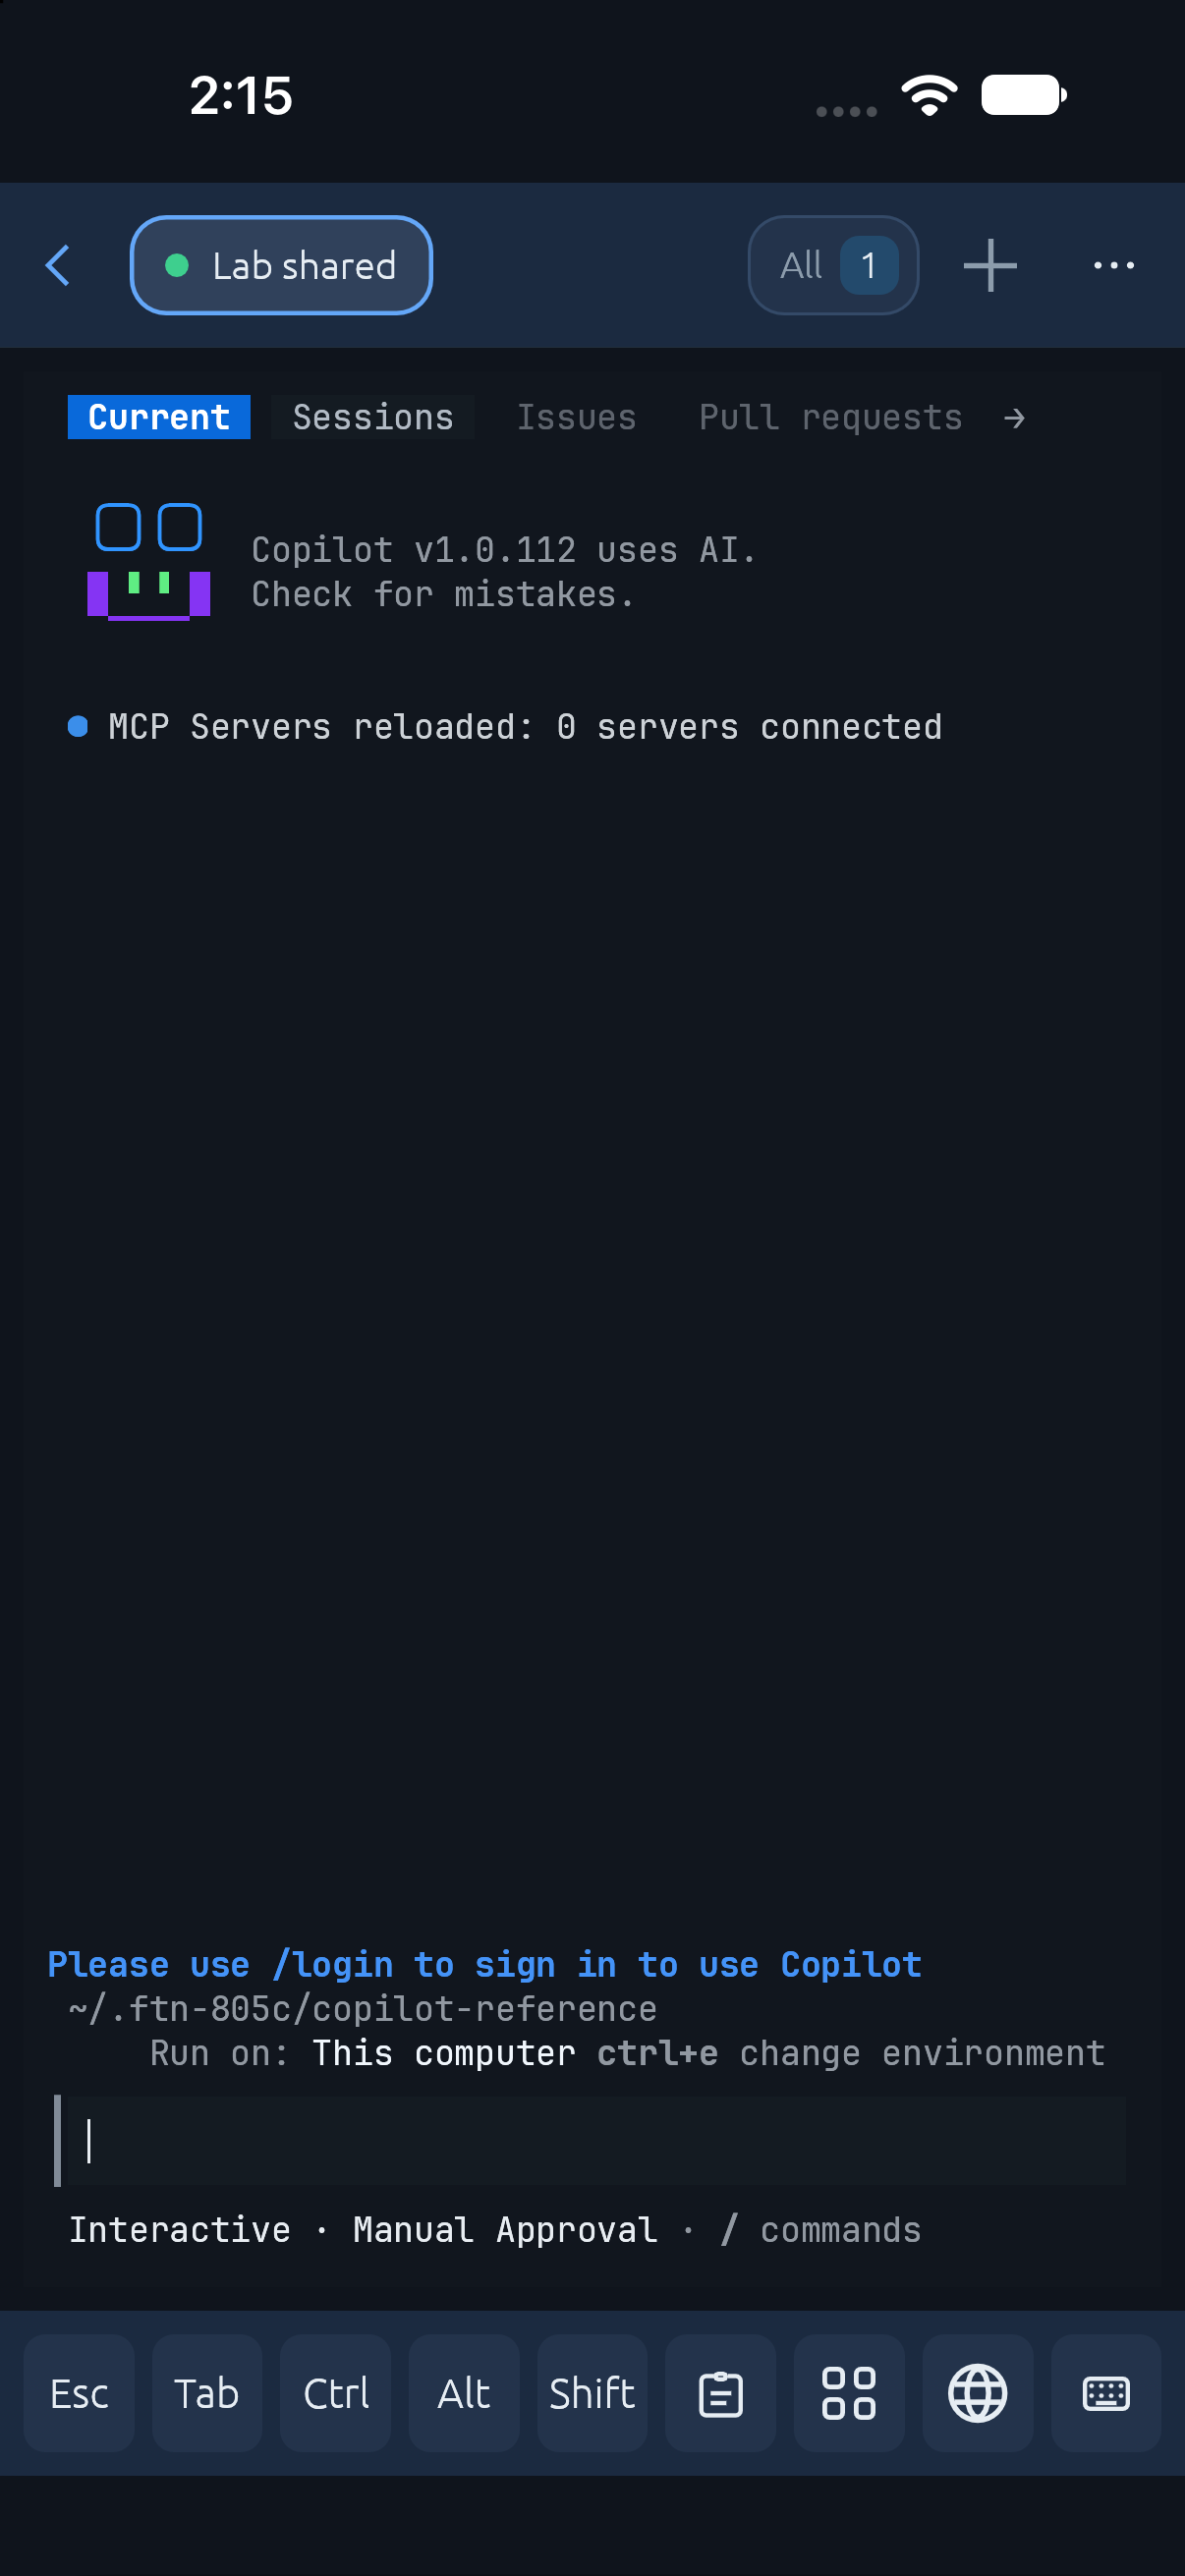 2:15
Lab shared All 1
Current Sessions Issues Pull requests →
Copilot v1.0.112 uses AI.
Check for mistakes.
● MCP Servers reloaded: 0 servers connected
Please use /login to sign in to use Copilot
~/.ftn-805c/copilot-reference
Run on: This computer ctrl+e change environment
Interactive · Manual Approval · / commands
Esc Tab Ctrl Alt Shift